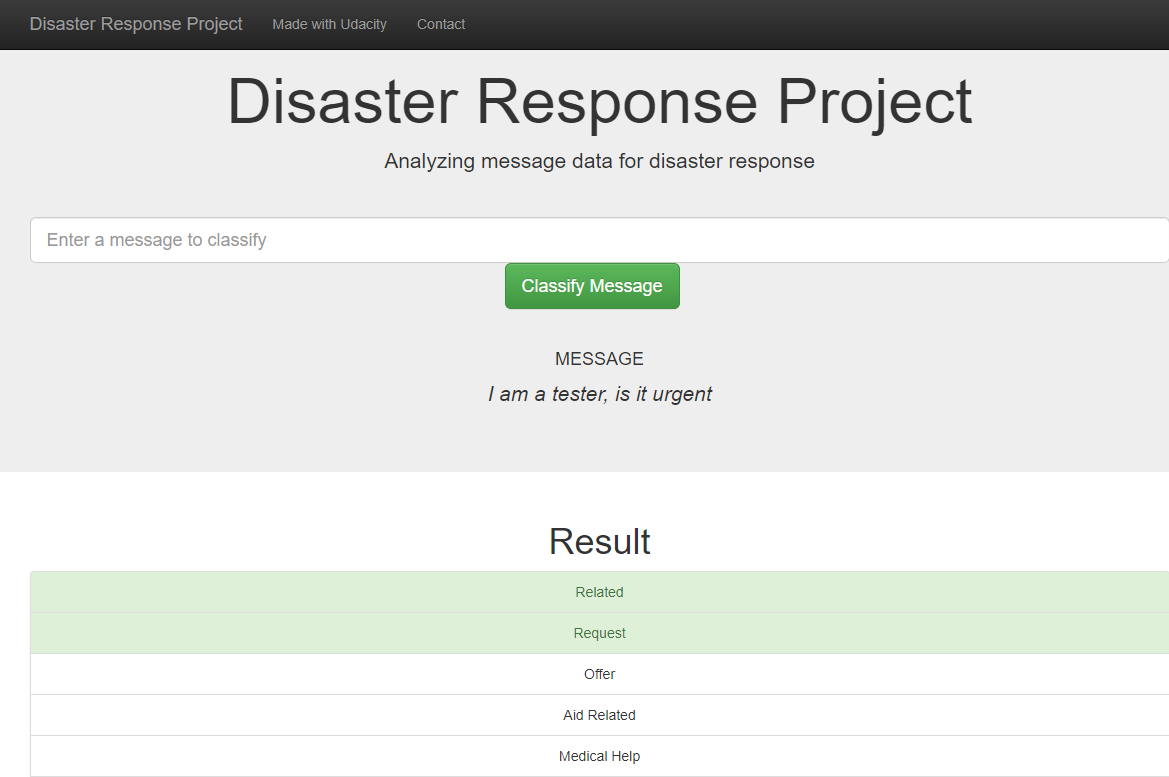 Disaster Response Project Made with Udacity Contact
Disaster Response Project
Analyzing message data for disaster response
Enter a message to classify
Classify Message
MESSAGE
I am a tester, is it urgent
Result
Related
Request
Offer
Aid Related
Medical Help